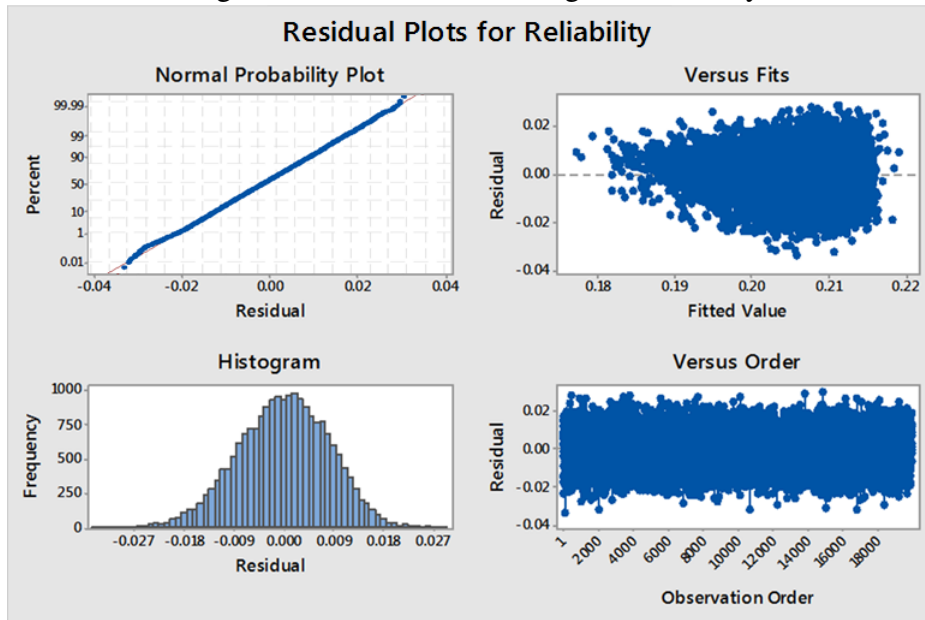 Residual Plots for Reliability
Normal Probability Plot
99.99
99
90
50
10
1
0.01
Percent
-0.04 -0.02 0.00 0.02 0.04
Residual
Versus Fits
0.02
0.00
-0.02
-0.04
Residual
0.18 0.19 0.20 0.21 0.22
Fitted Value
Histogram
1000
750
500
250
0
Frequency
-0.027 -0.018 -0.009 0.000 0.009 0.018 0.027
Residual
Versus Order
0.02
0.00
-0.02
-0.04
Residual
1 2000 4000 6000 8000 10000 12000 14000 16000 18000
Observation Order